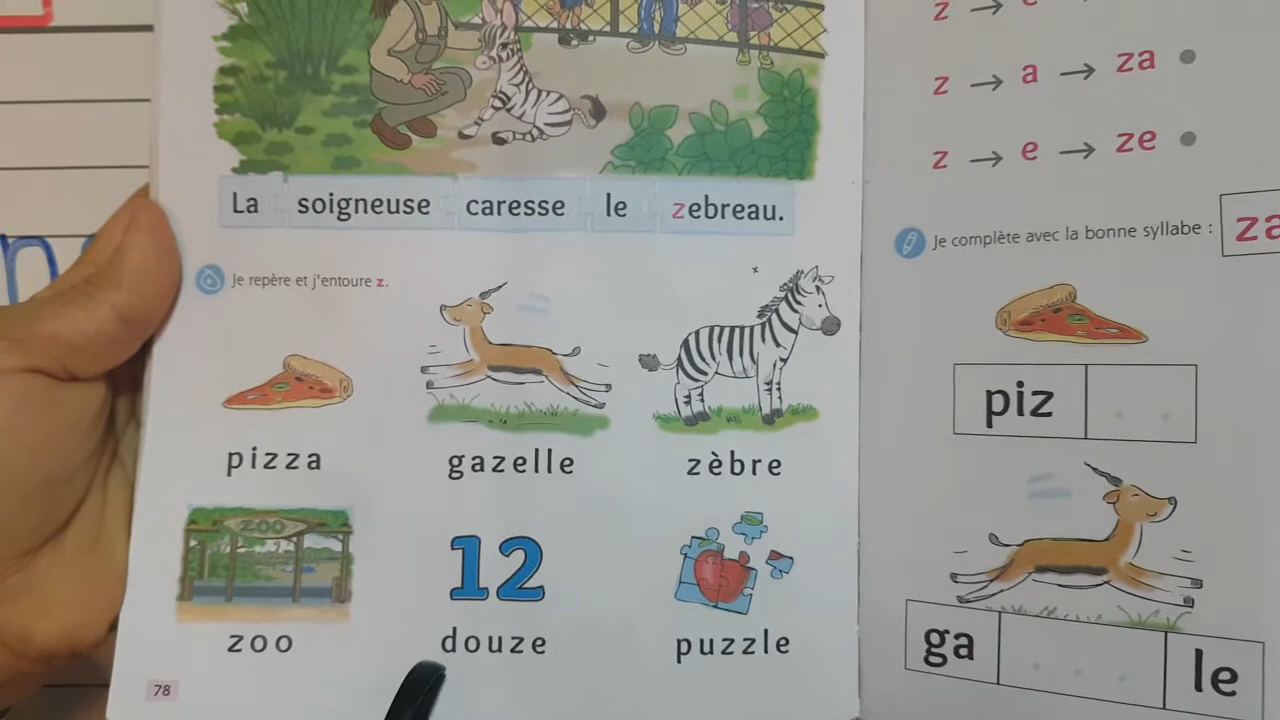 La soigneuse caresse le zebreau.
Je repère et j'entoure z.
pizza gazelle zèbre
ZOO
12
zoo douze puzzle
78
z →
z → a → za
z → e → ze
Je complète avec la bonne syllabe : za
piz
ga le